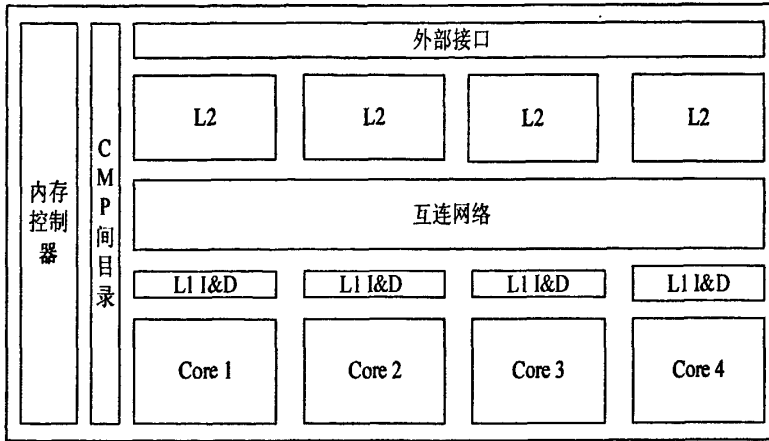 外部接口
L2
L2
L2
L2
内存
控制
器
C
M
P
间
目
录
互连网络
L1 I&D
L1 I&D
L1 I&D
L1 I&D
Core 1
Core 2
Core 3
Core 4